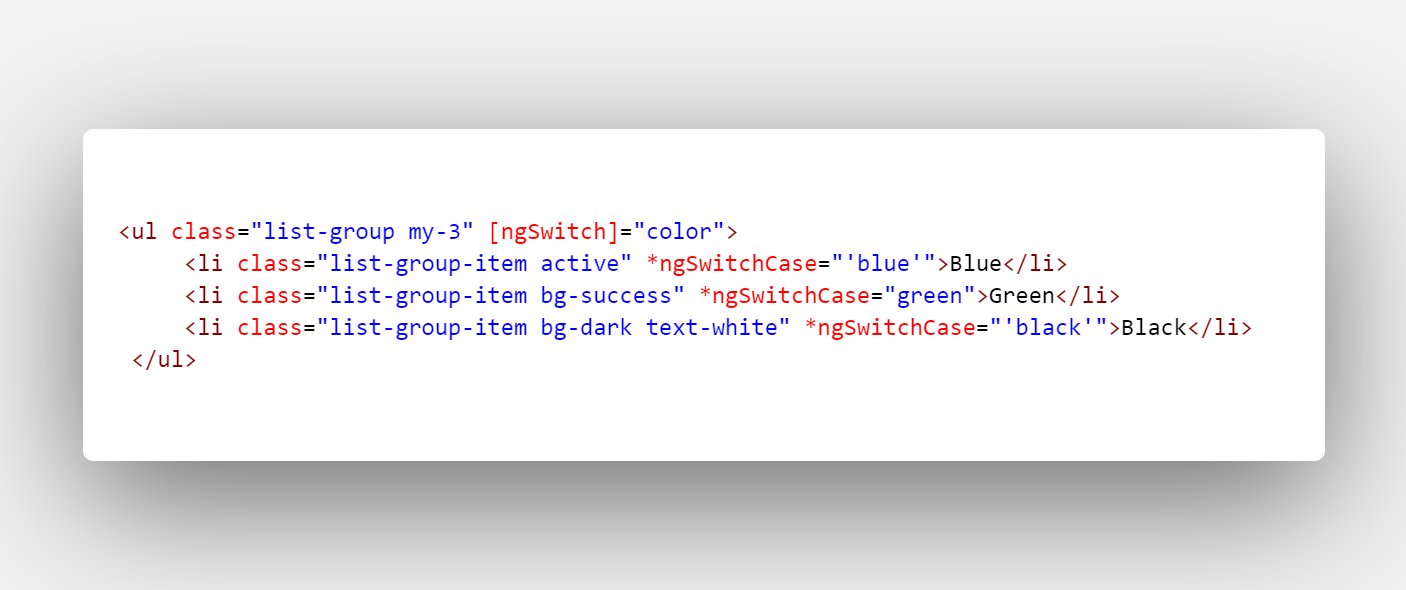 <ul class="list-group my-3" [ngSwitch]="color">
<li class="list-group-item active" *ngSwitchCase="'blue'">Blue</li>
<li class="list-group-item bg-success" *ngSwitchCase="green">Green</li>
<li class="list-group-item bg-dark text-white" *ngSwitchCase="'black'">Black</li>
</ul>